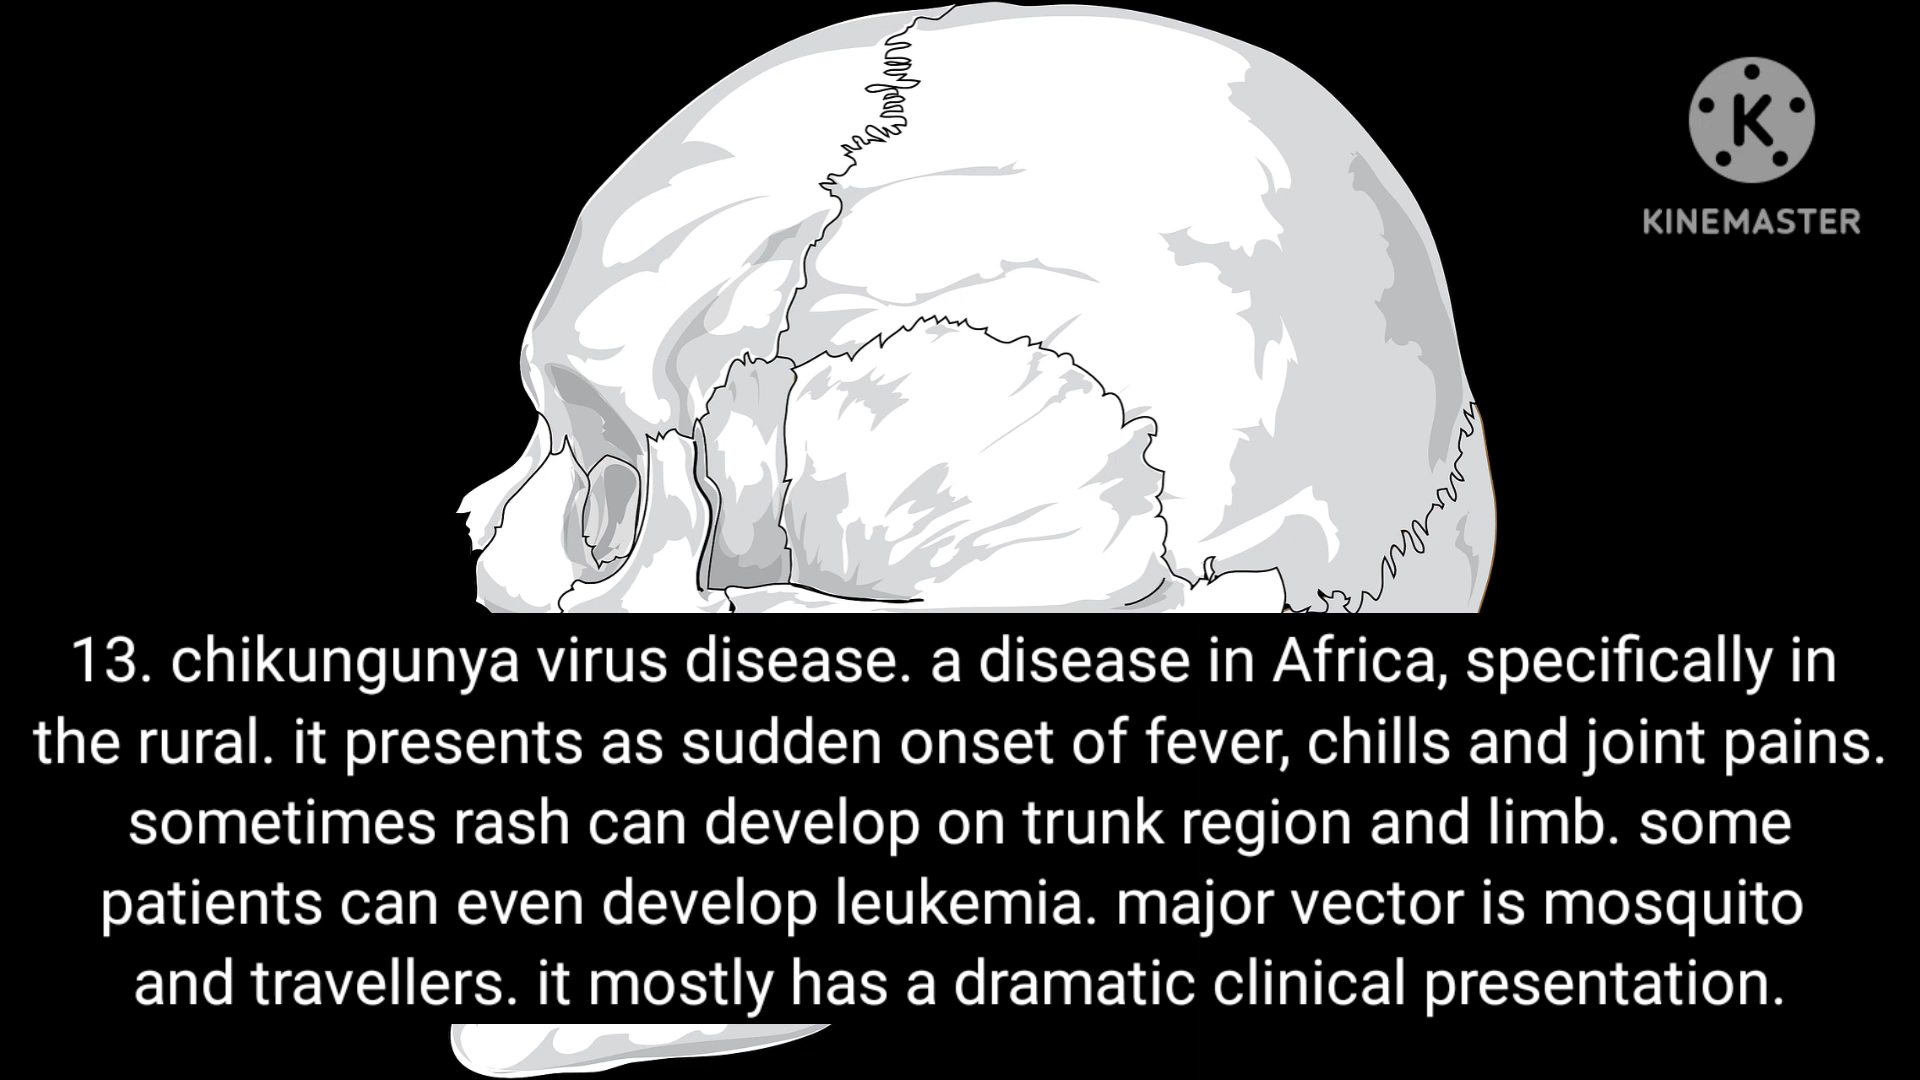 K
KINEMASTER
13. chikungunya virus disease. a disease in Africa, specifically in
the rural. it presents as sudden onset of fever, chills and joint pains.
sometimes rash can develop on trunk region and limb. some
patients can even develop leukemia. major vector is mosquito
and travellers. it mostly has a dramatic clinical presentation.